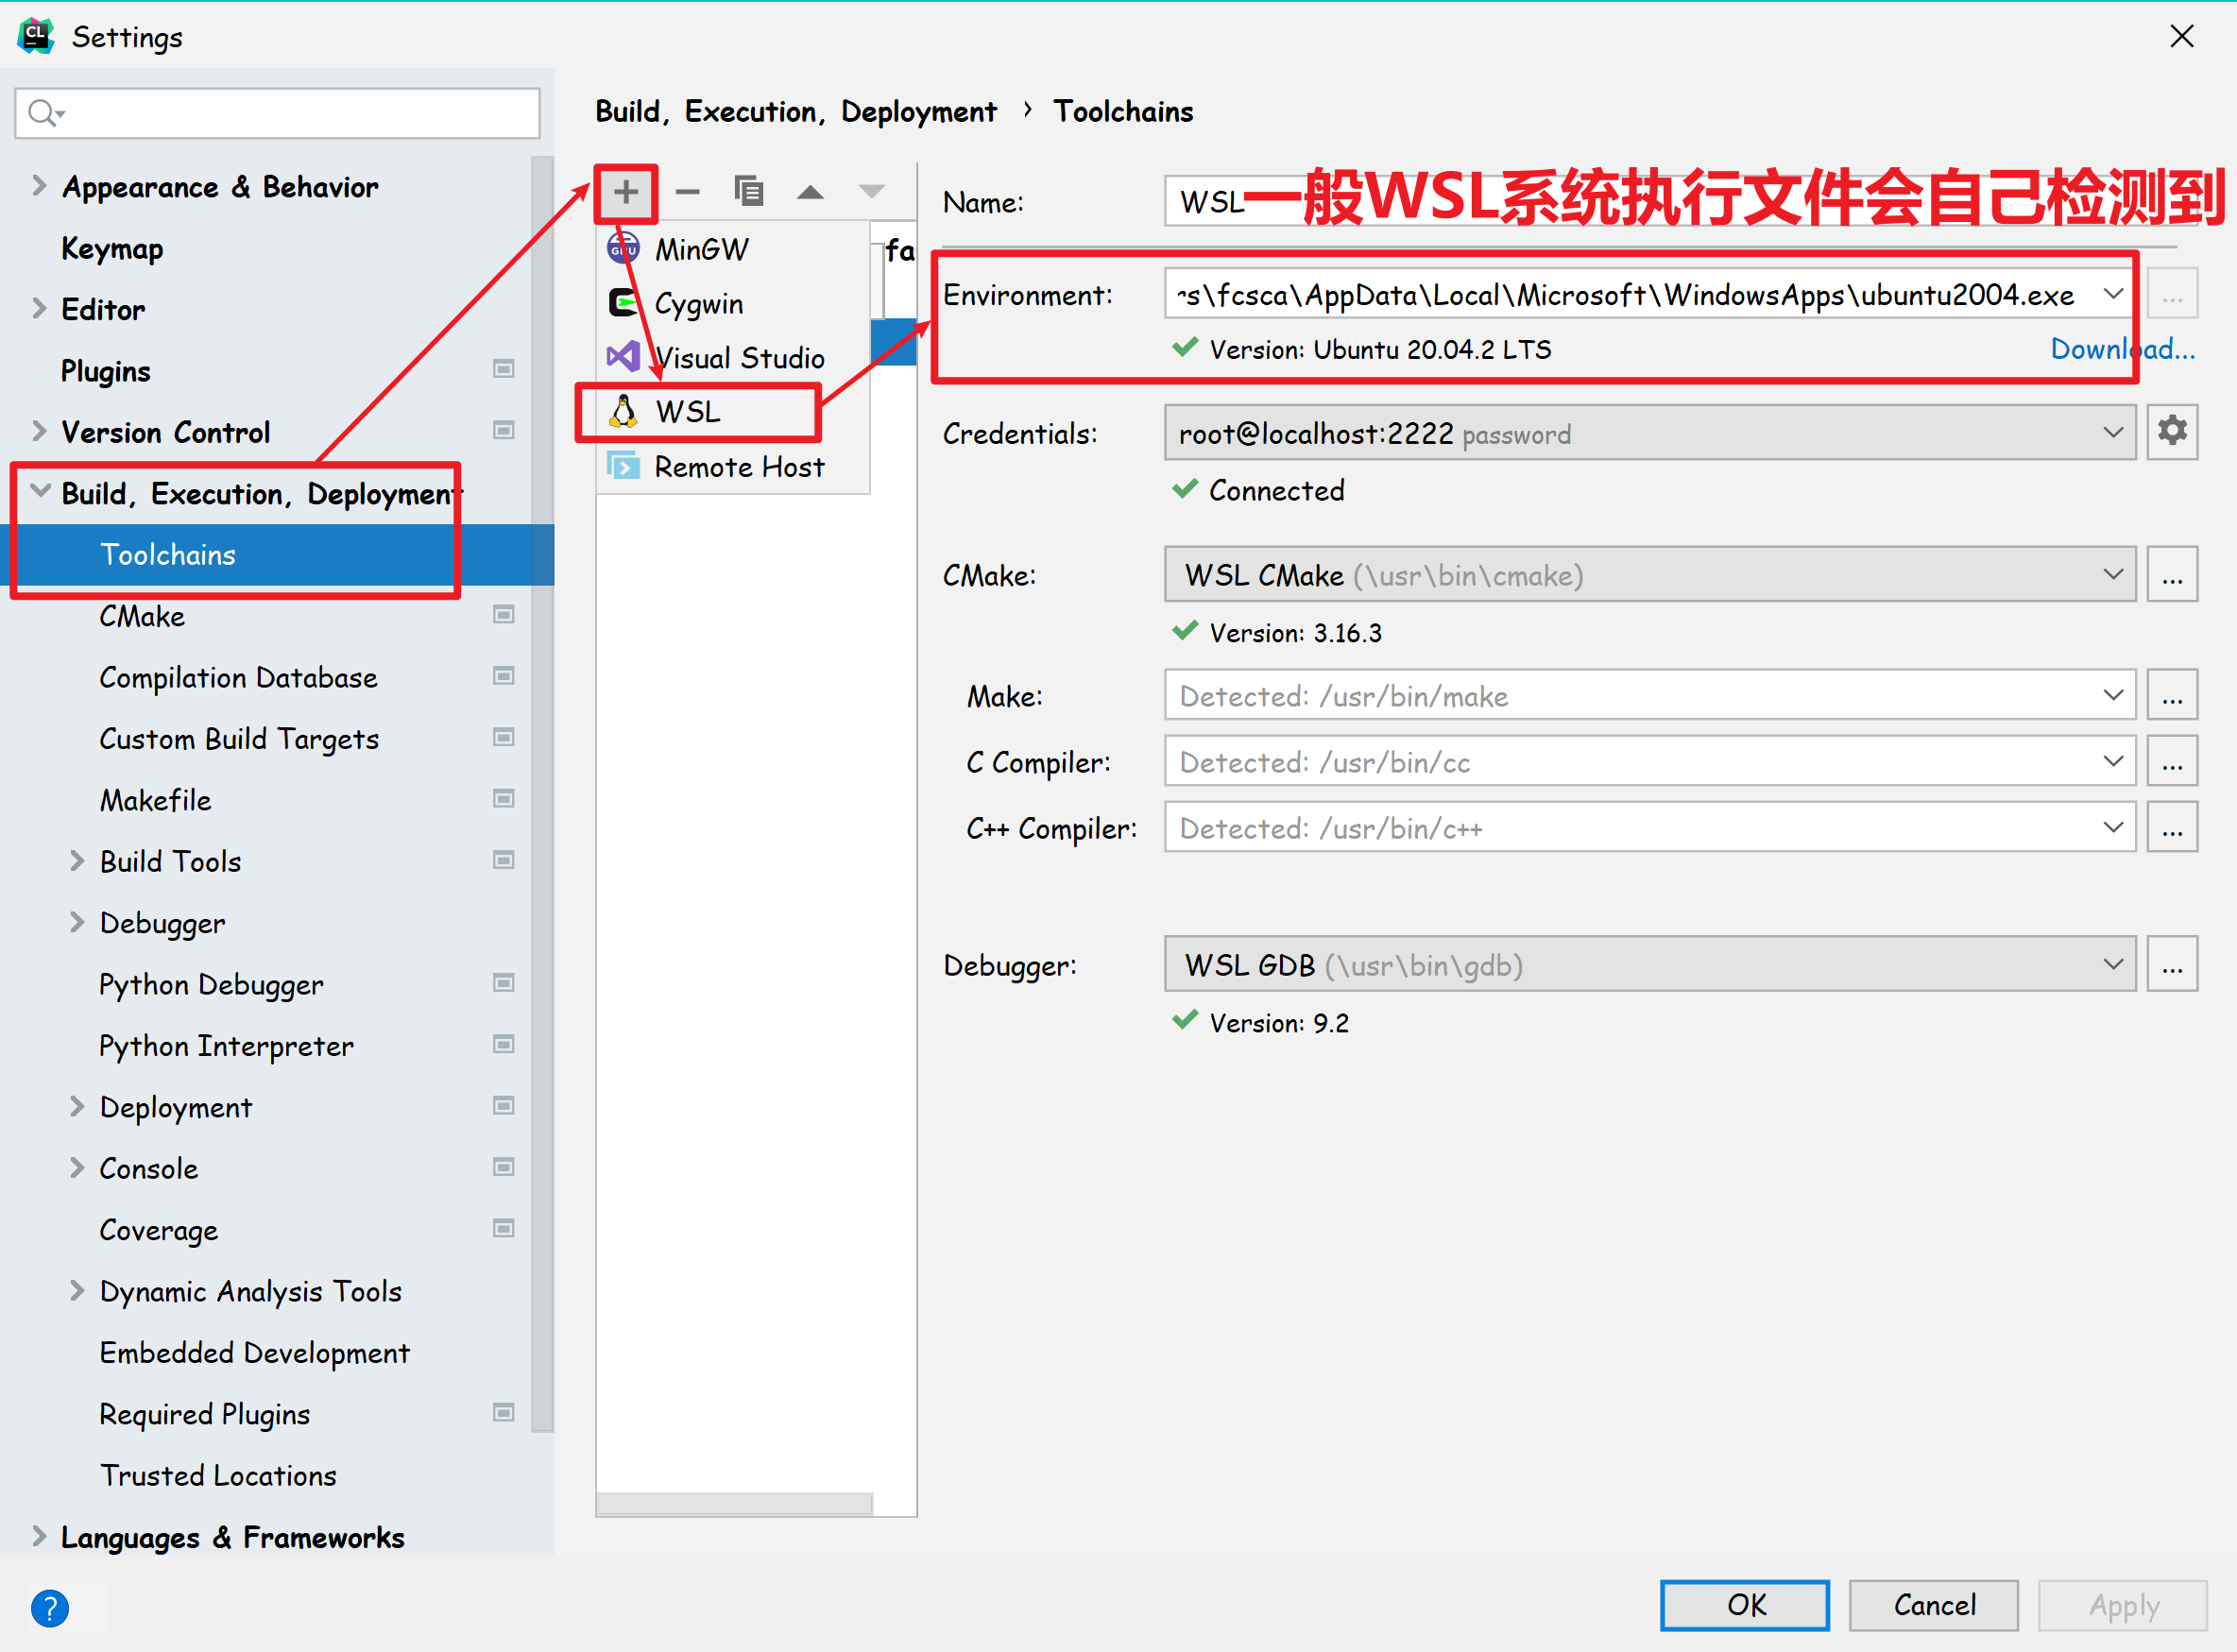 CL
Settings
Appearance & Behavior
Keymap
Editor
Plugins
Version Control
Build, Execution, Deployment
Toolchains
CMake
Compilation Database
Custom Build Targets
Makefile
Build Tools
Debugger
Python Debugger
Python Interpreter
Deployment
Console
Coverage
Dynamic Analysis Tools
Embedded Development
Required Plugins
Trusted Locations
Languages & Frameworks
?
Build, Execution, Deployment › Toolchains
MinGW
Cygwin
Visual Studio
WSL
Remote Host
fa
Name: WSL
一般WSL系统执行文件会自己检测到
Environment: rs\fcsca\AppData\Local\Microsoft\WindowsApps\ubuntu2004.exe ...
Version: Ubuntu 20.04.2 LTS Download...
Credentials: root@localhost:2222 password
Connected
CMake: WSL CMake (\usr\bin\cmake) ...
Version: 3.16.3
Make: Detected: /usr/bin/make ...
C Compiler: Detected: /usr/bin/cc ...
C++ Compiler: Detected: /usr/bin/c++ ...
Debugger: WSL GDB (\usr\bin\gdb) ...
Version: 9.2
OK Cancel Apply